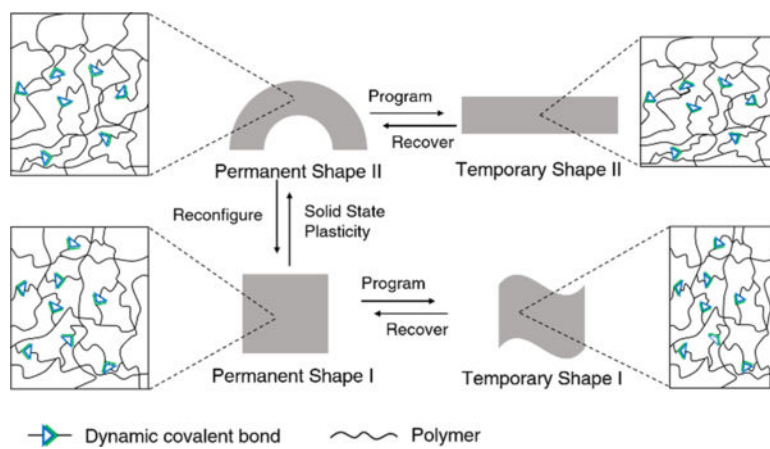 Program
Recover
Permanent Shape II
Temporary Shape II
Reconfigure
Solid State
Plasticity
Program
Recover
Permanent Shape I
Temporary Shape I
Dynamic covalent bond
Polymer